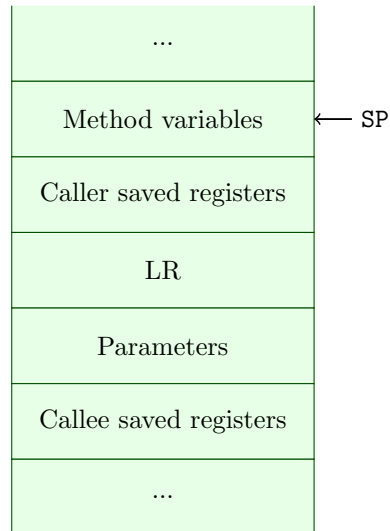 ...
Method variables
SP
Caller saved registers
LR
Parameters
Callee saved registers
...